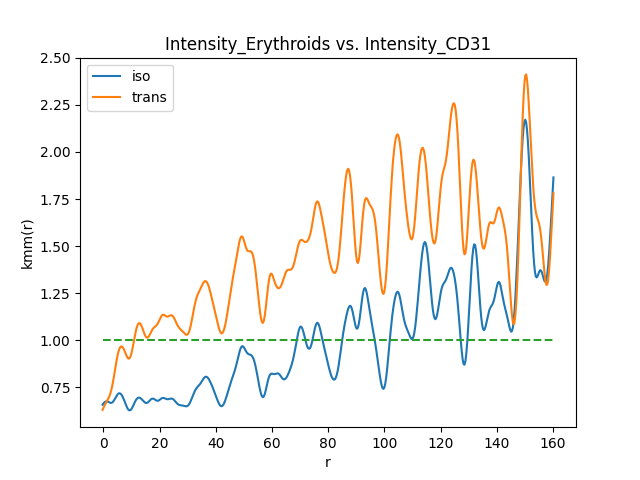 Intensity_Erythroids vs. Intensity_CD31
iso
trans
kmm(r)
2.50
2.25
2.00
1.75
1.50
1.25
1.00
0.75
0 20 40 60 80 100 120 140 160
r